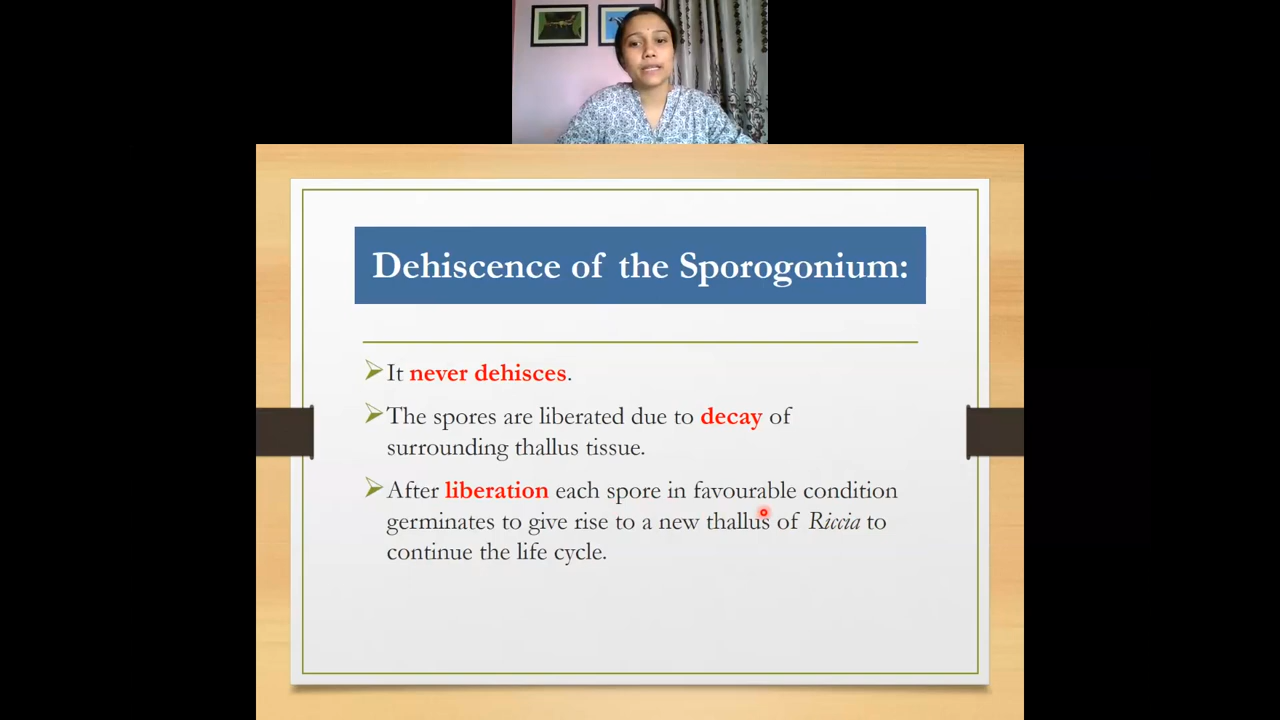 Dehiscence of the Sporogonium:
It never dehisces.
The spores are liberated due to decay of
surrounding thallus tissue.
After liberation each spore in favourable condition
germinates to give rise to a new thallus of Riccia to
continue the life cycle.